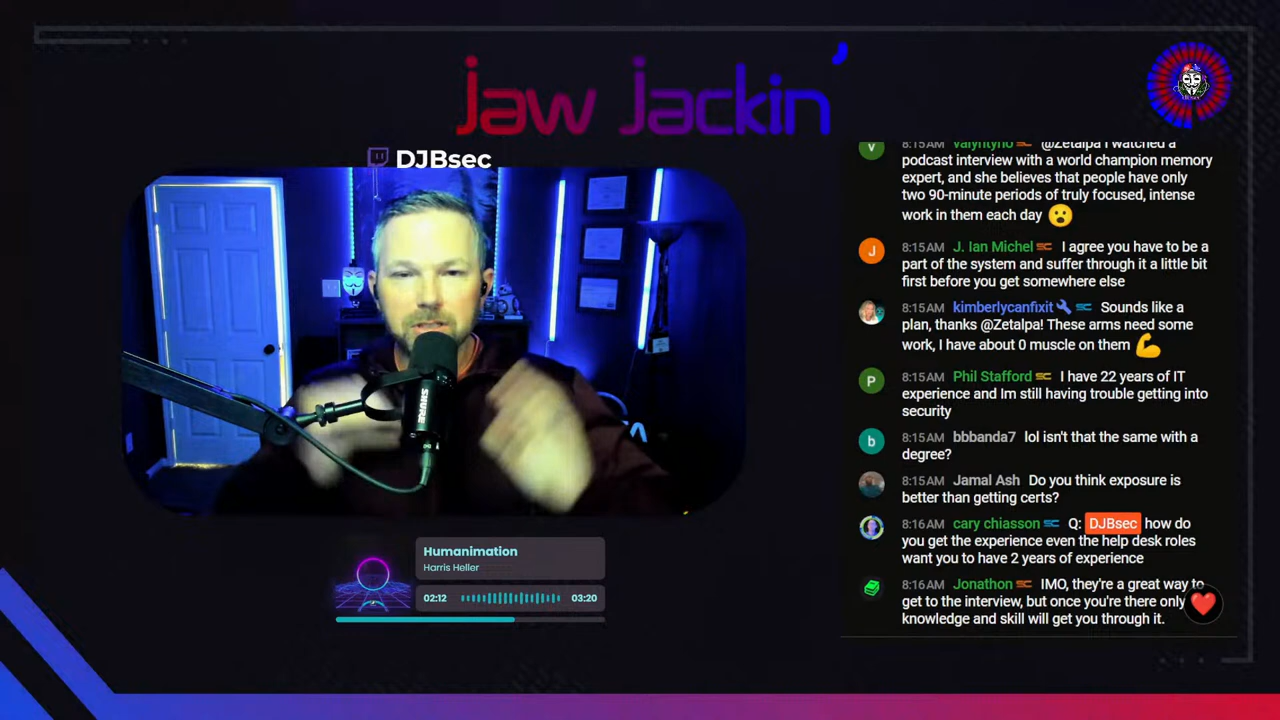 jaw jackin'
DJBsec
8:15AM valyntyno @Zetalpa I watched a
podcast interview with a world champion memory
expert, and she believes that people have only
two 90-minute periods of truly focused, intense
work in them each day 😮
8:15AM J. Ian Michel I agree you have to be a
part of the system and suffer through it a little bit
first before you get somewhere else
8:15AM kimberlycanfixit Sounds like a
plan, thanks @Zetalpa! These arms need some
work, I have about 0 muscle on them 💪
8:15AM Phil Stafford I have 22 years of IT
experience and Im still having trouble getting into
security
8:15AM bbbanda7 lol isn't that the same with a
degree?
8:15AM Jamal Ash Do you think exposure is
better than getting certs?
8:16AM cary chiasson Q: DJBsec how do
you get the experience even the help desk roles
want you to have 2 years of experience
8:16AM Jonathon IMO, they're a great way to
get to the interview, but once you're there only
knowledge and skill will get you through it.
SHURE
Humanimation
Harris Heller
02:12 03:20